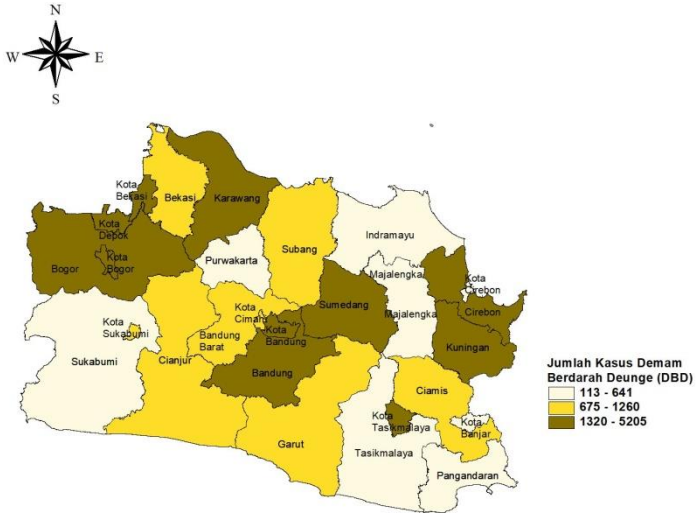 N
W E
S
Kota
Bekasi
Bekasi
Karawang
Kota
Depok
Kota
Bogor
Bogor
Purwakarta
Subang
Indramayu
Majalengka
Majalengka
Kota
Cirebon
Cirebon
Kuningan
Sumedang
Kota
Sukabumi
Sukabumi
Cianjur
Kota
Cimahi
Bandung
Barat
Kota
Bandung
Bandung
Garut
Ciamis
Kota
Tasikmalaya
Tasikmalaya
Kota
Banjar
Pangandaran
Jumlah Kasus Demam
Berdarah Deunge (DBD)
113 - 641
675 - 1260
1320 - 5205